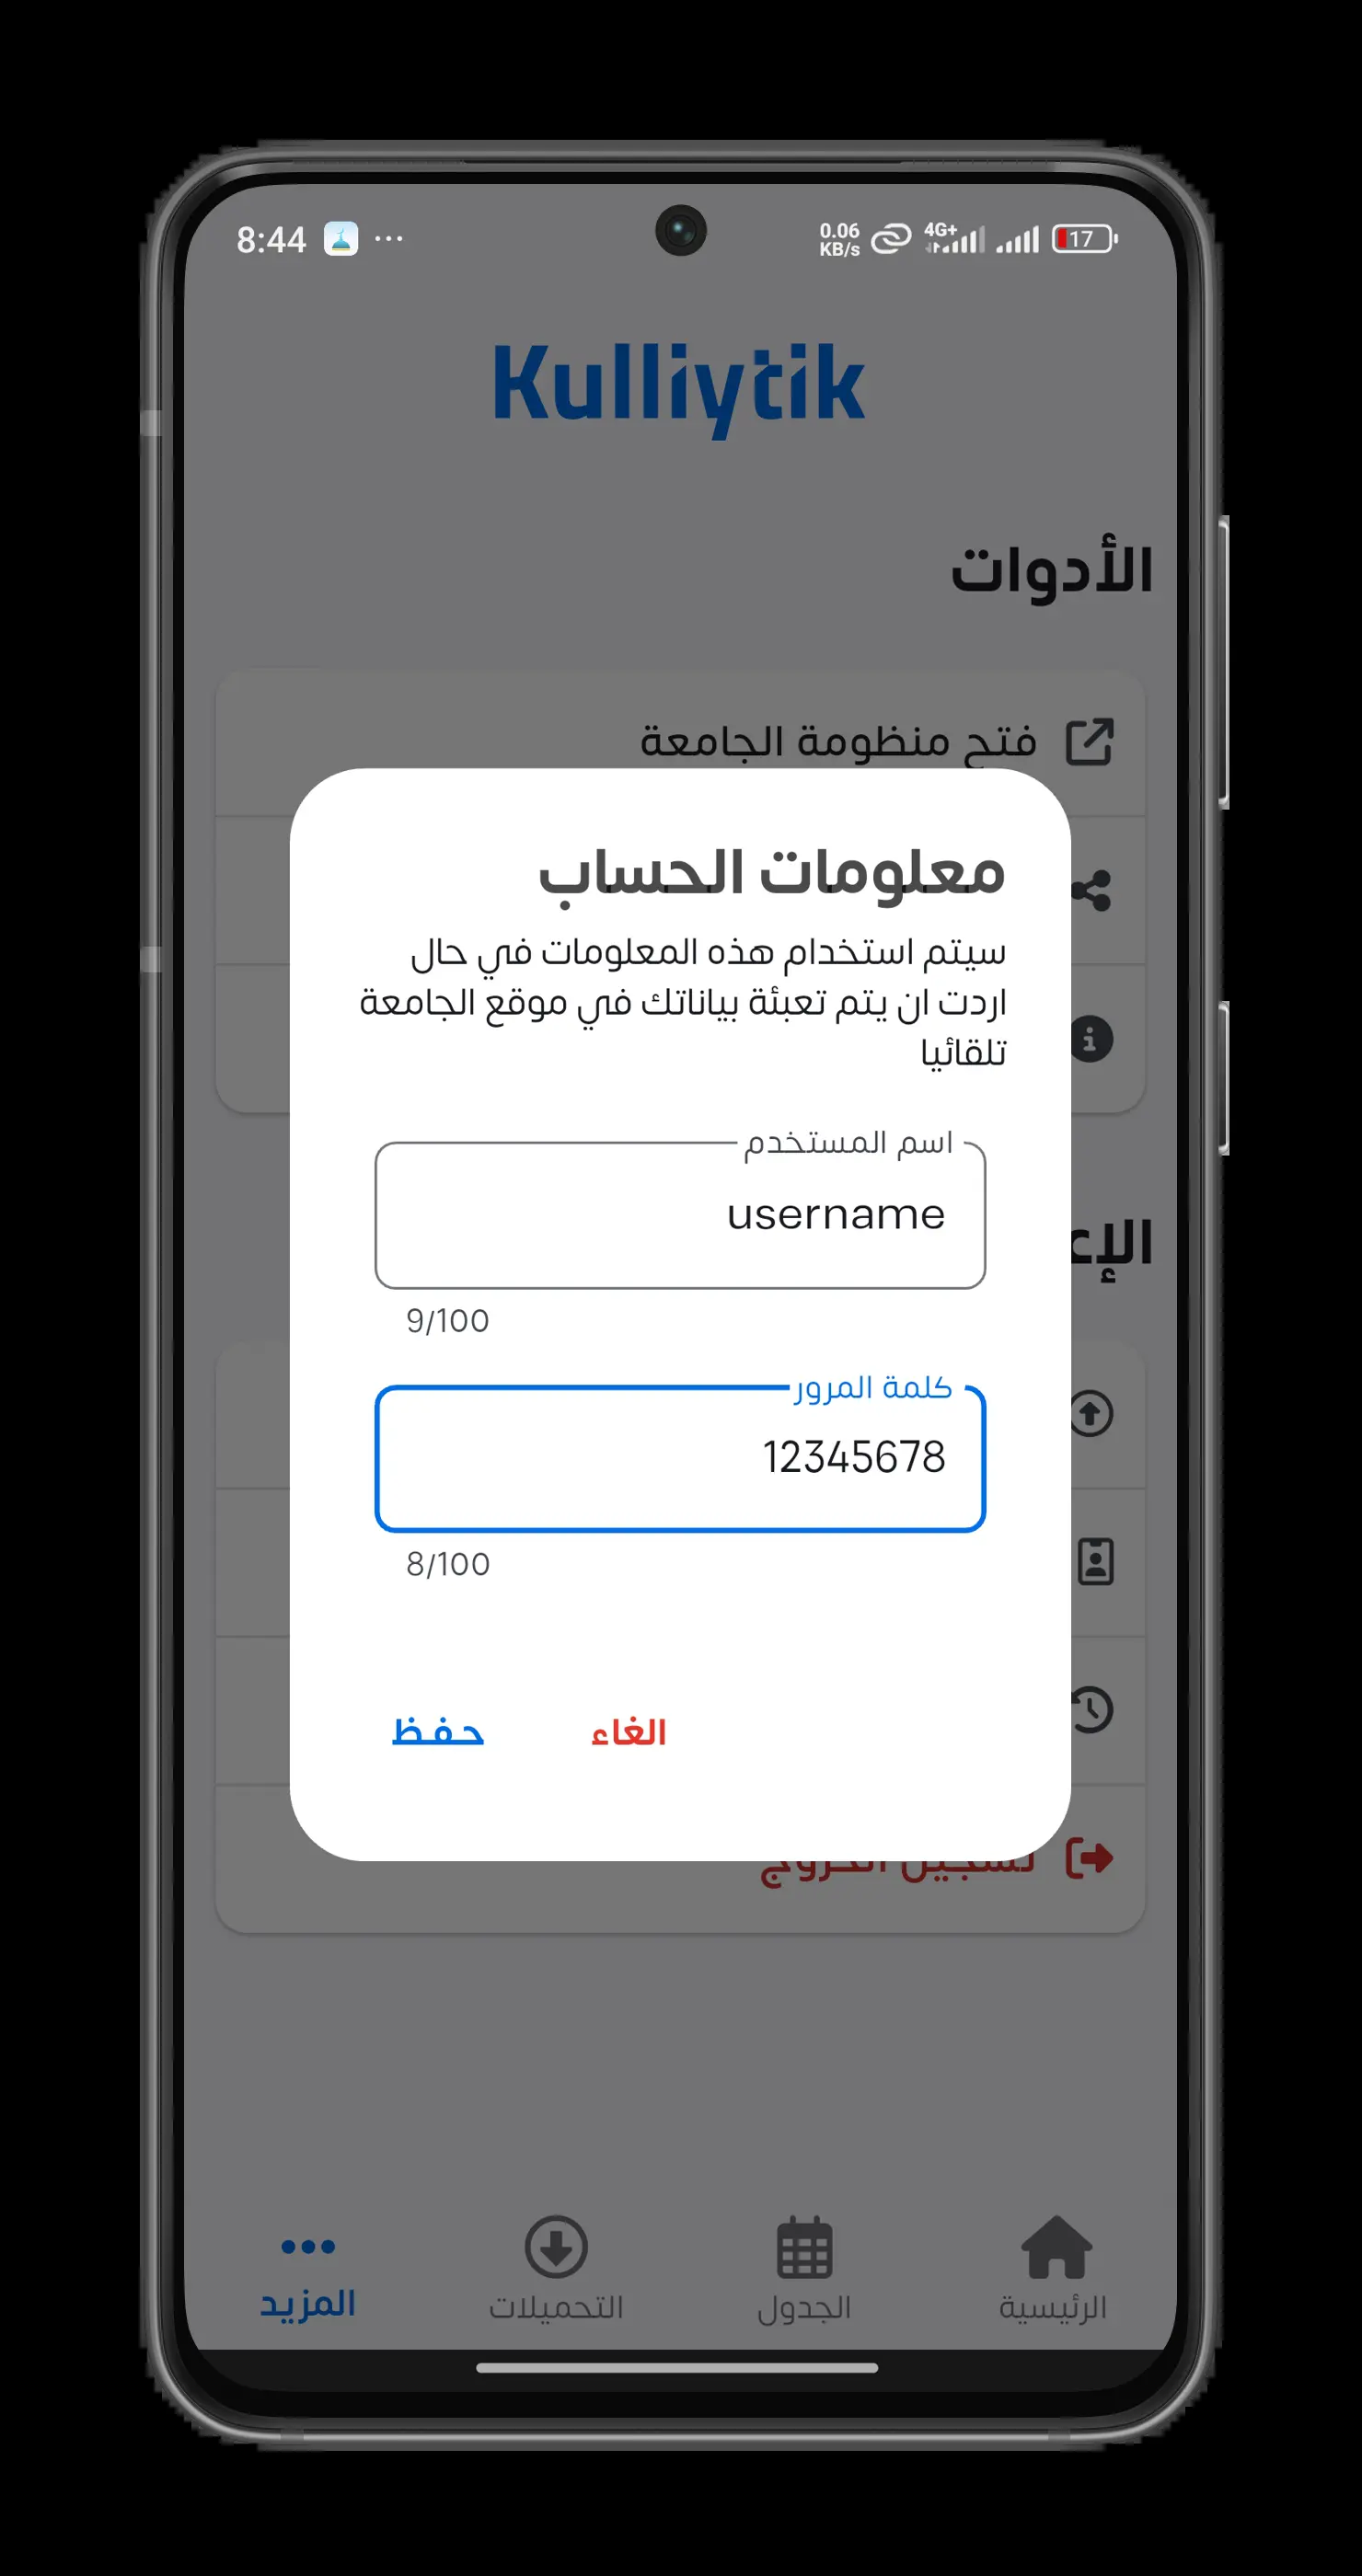 8:44
0.06
KB/s
4G+
17
Kulliytik
الأدوات
فتح منظومة الجامعة
معلومات الحساب
سيتم استخدام هذه المعلومات في حال
اردت ان يتم تعبئة بياناتك في موقع الجامعة
تلقائيا
اسم المستخدم
username
9/100
كلمة المرور
12345678
8/100
الغاء
حفظ
تسجيل الخروج
الرئيسية
الجدول
التحميلات
المزيد